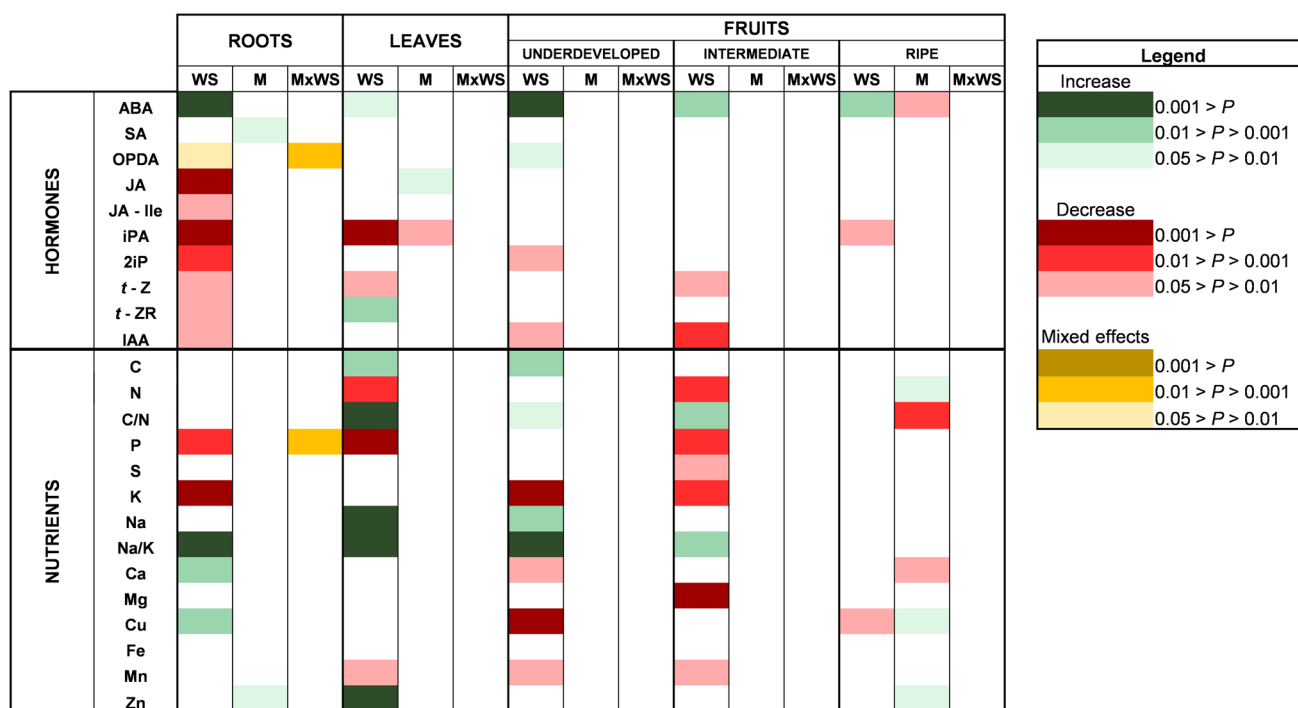 ROOTS LEAVES FRUITS
UNDERDEVELOPED INTERMEDIATE RIPE
WS M MxWS WS M MxWS WS M MxWS WS M MxWS WS M MxWS
HORMONES
ABA
SA
OPDA
JA
JA - Ile
iPA
2iP
t - Z
t - ZR
IAA
NUTRIENTS
C
N
C/N
P
S
K
Na
Na/K
Ca
Mg
Cu
Fe
Mn
Zn
Legend
Increase
0.001 > P
0.01 > P > 0.001
0.05 > P > 0.01
Decrease
0.001 > P
0.01 > P > 0.001
0.05 > P > 0.01
Mixed effects
0.001 > P
0.01 > P > 0.001
0.05 > P > 0.01